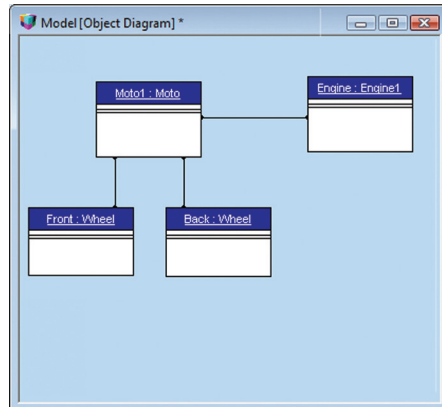 Model [Object Diagram] *
Moto1 : Moto
Engine : Engine1
Front : Wheel
Back : Wheel